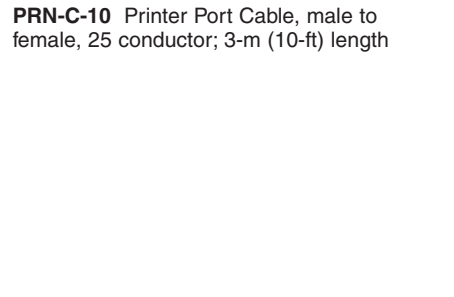 PRN-C-10 Printer Port Cable, male to
female, 25 conductor; 3-m (10-ft) length